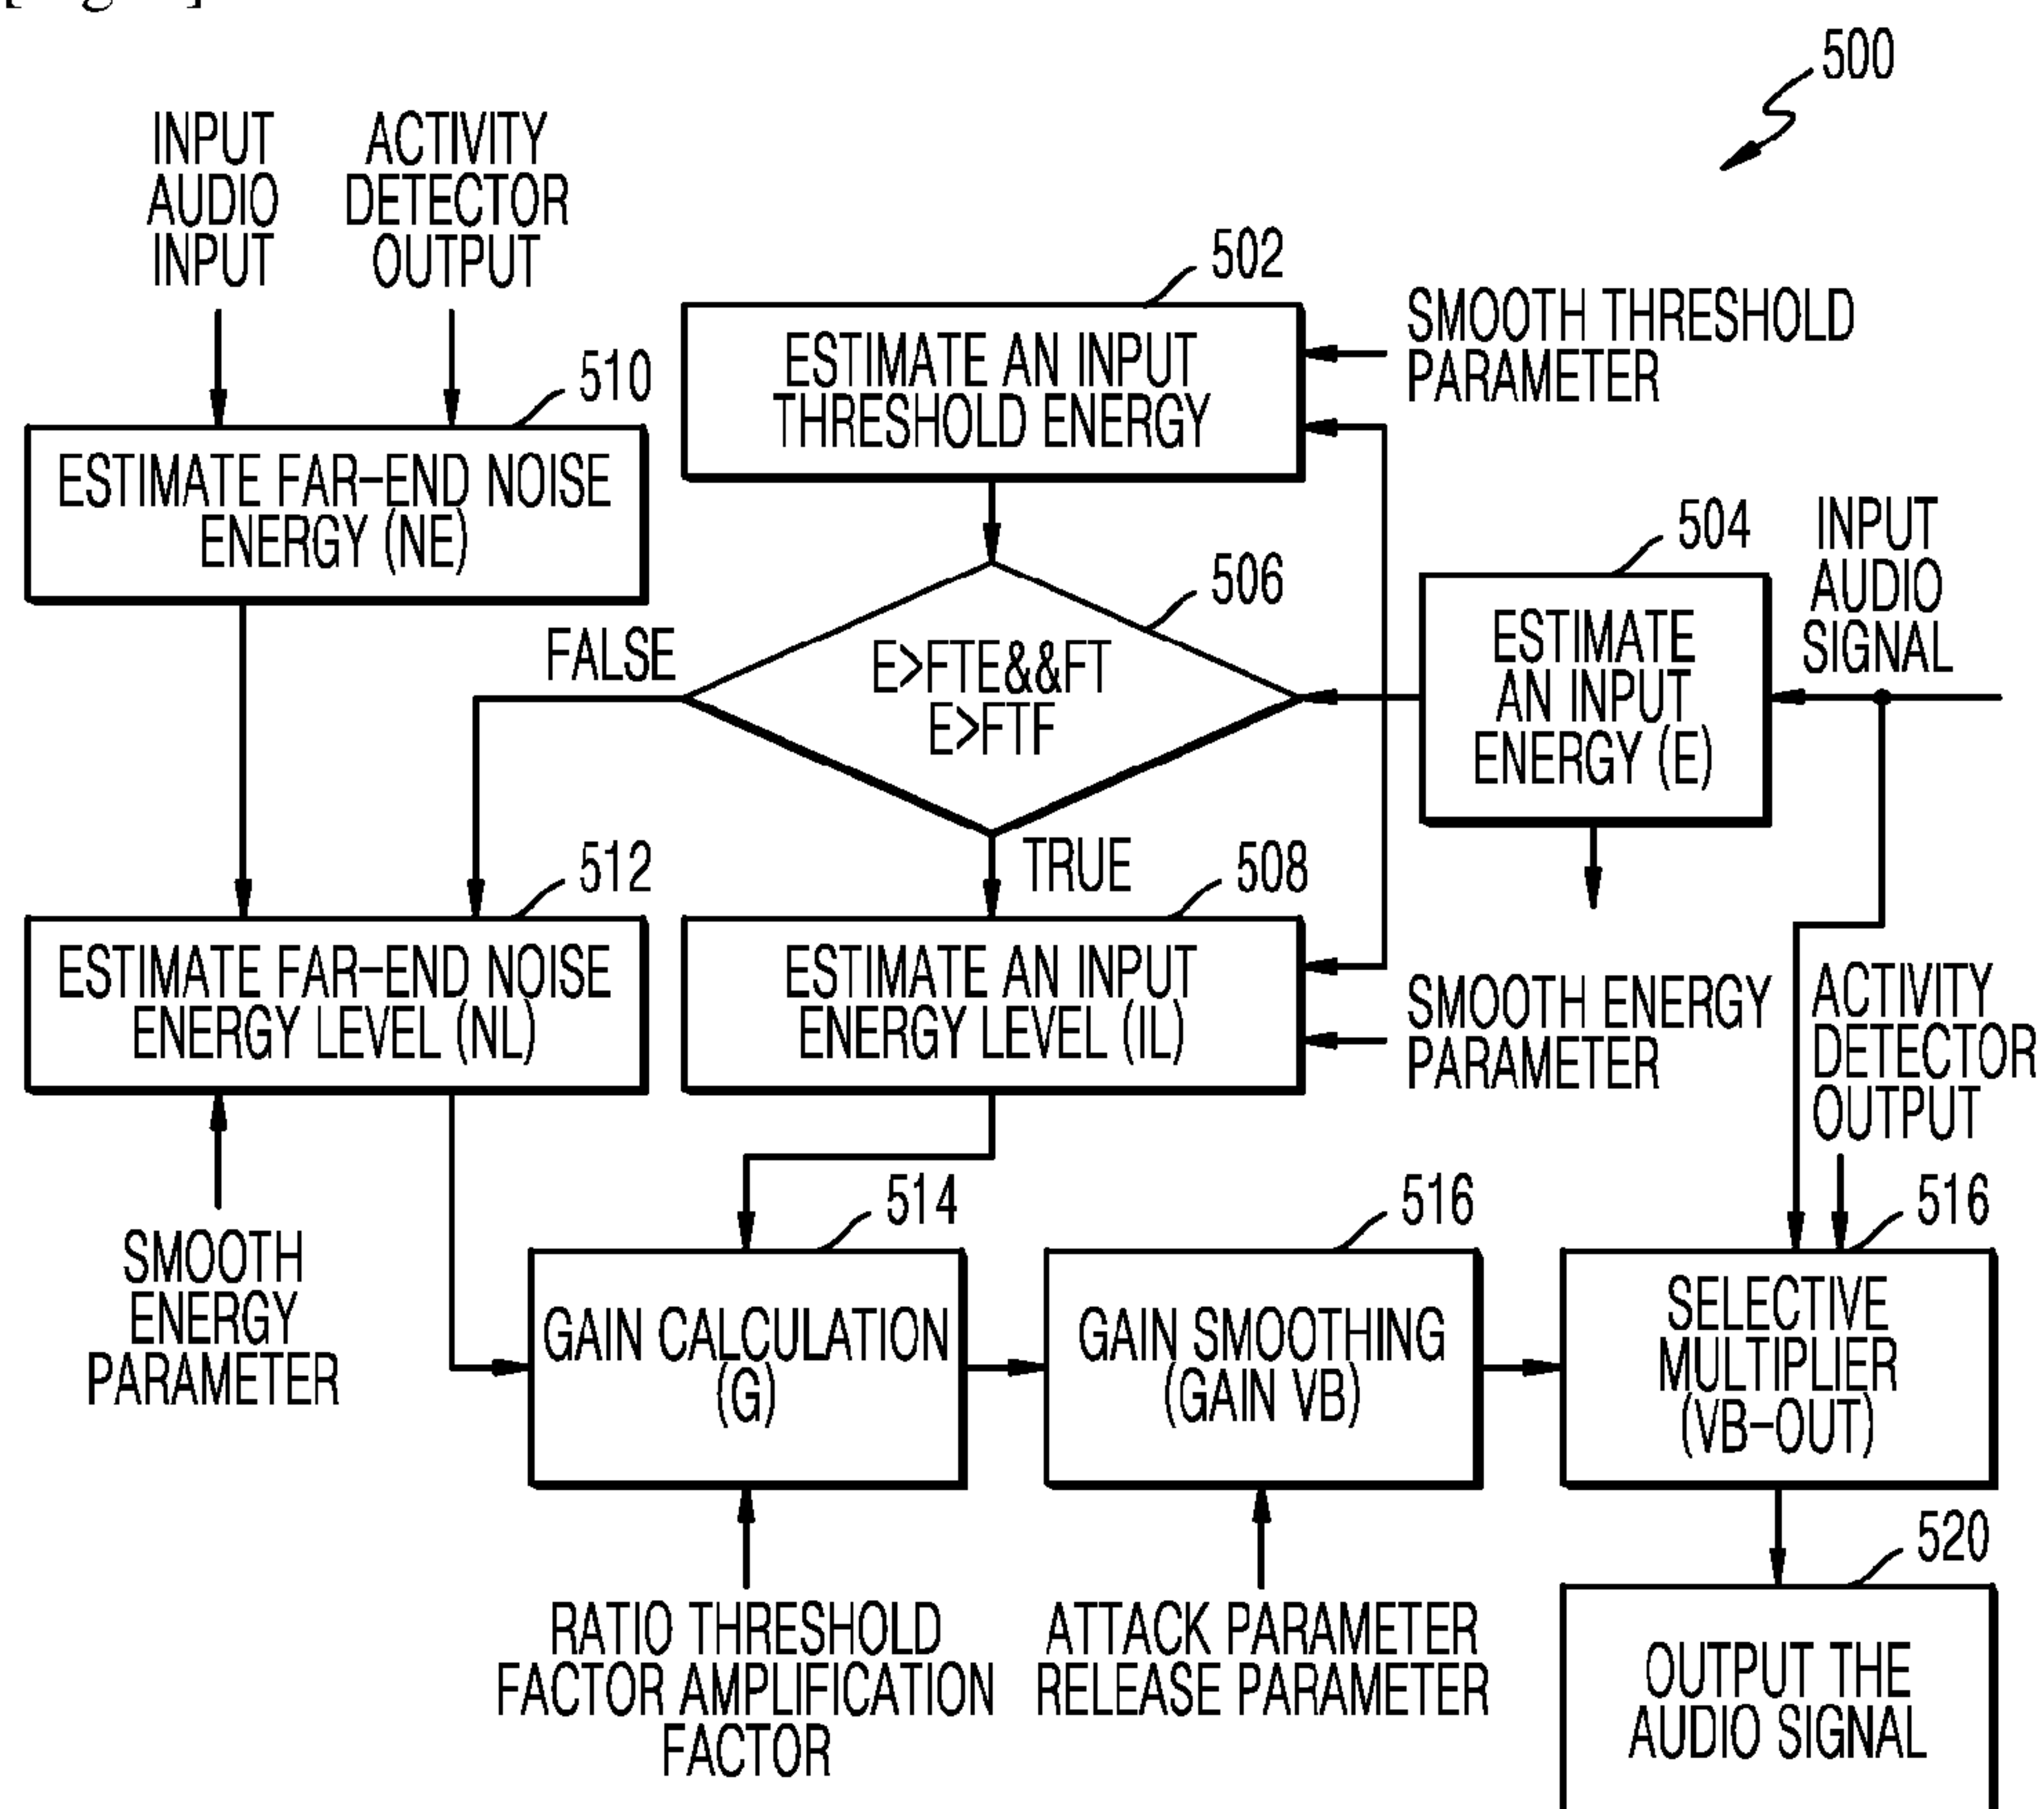 500
INPUT
AUDIO
INPUT
ACTIVITY
DETECTOR
OUTPUT
502
ESTIMATE AN INPUT
THRESHOLD ENERGY
SMOOTH THRESHOLD
PARAMETER
510
ESTIMATE FAR-END NOISE
ENERGY (NE)
504
ESTIMATE
AN INPUT
ENERGY (E)
INPUT
AUDIO
SIGNAL
506
E>FTE&&FT
E>FTF
FALSE
TRUE
512
ESTIMATE FAR-END NOISE
ENERGY LEVEL (NL)
508
ESTIMATE AN INPUT
ENERGY LEVEL (IL)
SMOOTH ENERGY
PARAMETER
ACTIVITY
DETECTOR
OUTPUT
SMOOTH
ENERGY
PARAMETER
514
GAIN CALCULATION
(G)
516
GAIN SMOOTHING
(GAIN VB)
516
SELECTIVE
MULTIPLIER
(VB-OUT)
RATIO THRESHOLD
FACTOR AMPLIFICATION
FACTOR
ATTACK PARAMETER
RELEASE PARAMETER
520
OUTPUT THE
AUDIO SIGNAL